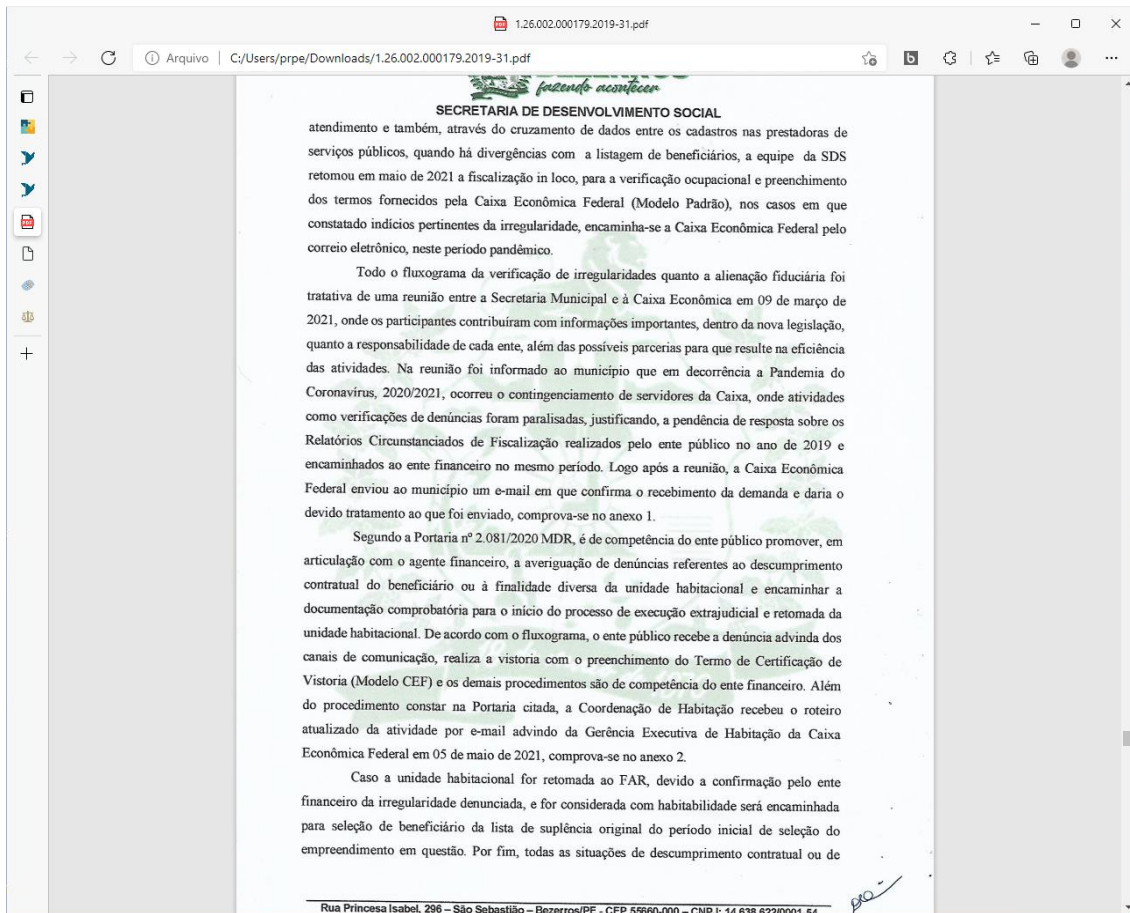 1.26.002.000179.2019-31.pdf
Arquivo C:/Users/prpe/Downloads/1.26.002.000179.2019-31.pdf
fazendo acontecer
SECRETARIA DE DESENVOLVIMENTO SOCIAL
atendimento e também, através do cruzamento de dados entre os cadastros nas prestadoras de
serviços públicos, quando há divergências com a listagem de beneficiários, a equipe da SDS
retomou em maio de 2021 a fiscalização in loco, para a verificação ocupacional e preenchimento
dos termos fornecidos pela Caixa Econômica Federal (Modelo Padrão), nos casos em que
constatado indícios pertinentes da irregularidade, encaminha-se a Caixa Econômica Federal pelo
correio eletrônico, neste período pandêmico.
Todo o fluxograma da verificação de irregularidades quanto a alienação fiduciária foi
tratativa de uma reunião entre a Secretaria Municipal e à Caixa Econômica em 09 de março de
2021, onde os participantes contribuíram com informações importantes, dentro da nova legislação,
quanto a responsabilidade de cada ente, além das possíveis parcerias para que resulte na eficiência
das atividades. Na reunião foi informado ao município que em decorrência a Pandemia do
Coronavírus, 2020/2021, ocorreu o contingenciamento de servidores da Caixa, onde atividades
como verificações de denúncias foram paralisadas, justificando, a pendência de resposta sobre os
Relatórios Circunstanciados de Fiscalização realizados pelo ente público no ano de 2019 e
encaminhados ao ente financeiro no mesmo período. Logo após a reunião, a Caixa Econômica
Federal enviou ao município um e-mail em que confirma o recebimento da demanda e daria o
devido tratamento ao que foi enviado, comprova-se no anexo 1.
Segundo a Portaria nº 2.081/2020 MDR, é de competência do ente público promover, em
articulação com o agente financeiro, a averiguação de denúncias referentes ao descumprimento
contratual do beneficiário ou à finalidade diversa da unidade habitacional e encaminhar a
documentação comprobatória para o início do processo de execução extrajudicial e retomada da
unidade habitacional. De acordo com o fluxograma, o ente público recebe a denúncia advinda dos
canais de comunicação, realiza a vistoria com o preenchimento do Termo de Certificação de
Vistoria (Modelo CEF) e os demais procedimentos são de competência do ente financeiro. Além
do procedimento constar na Portaria citada, a Coordenação de Habitação recebeu o roteiro
atualizado da atividade por e-mail advindo da Gerência Executiva de Habitação da Caixa
Econômica Federal em 05 de maio de 2021, comprova-se no anexo 2.
Caso a unidade habitacional for retomada ao FAR, devido a confirmação pelo ente
financeiro da irregularidade denunciada, e for considerada com habitabilidade será encaminhada
para seleção de beneficiário da lista de suplência original do período inicial de seleção do
empreendimento em questão. Por fim, todas as situações de descumprimento contratual ou de
Rua Princesa Isabel, 296 – São Sebastião – Bezerros/PE - CEP 55660-000 – CNPJ: 14.638.622/0001-54